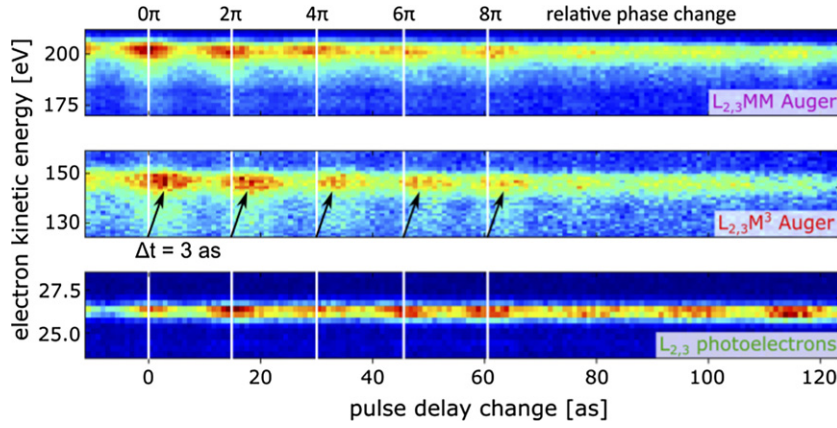 0π 2π 4π 6π 8π relative phase change
electron kinetic energy [eV]
200
170
L₂,₃MM Auger
150
130
L₂,₃M³ Auger
Δt = 3 as
27.5
25.0
L₂,₃ photoelectrons
0 20 40 60 80 100 120
pulse delay change [as]